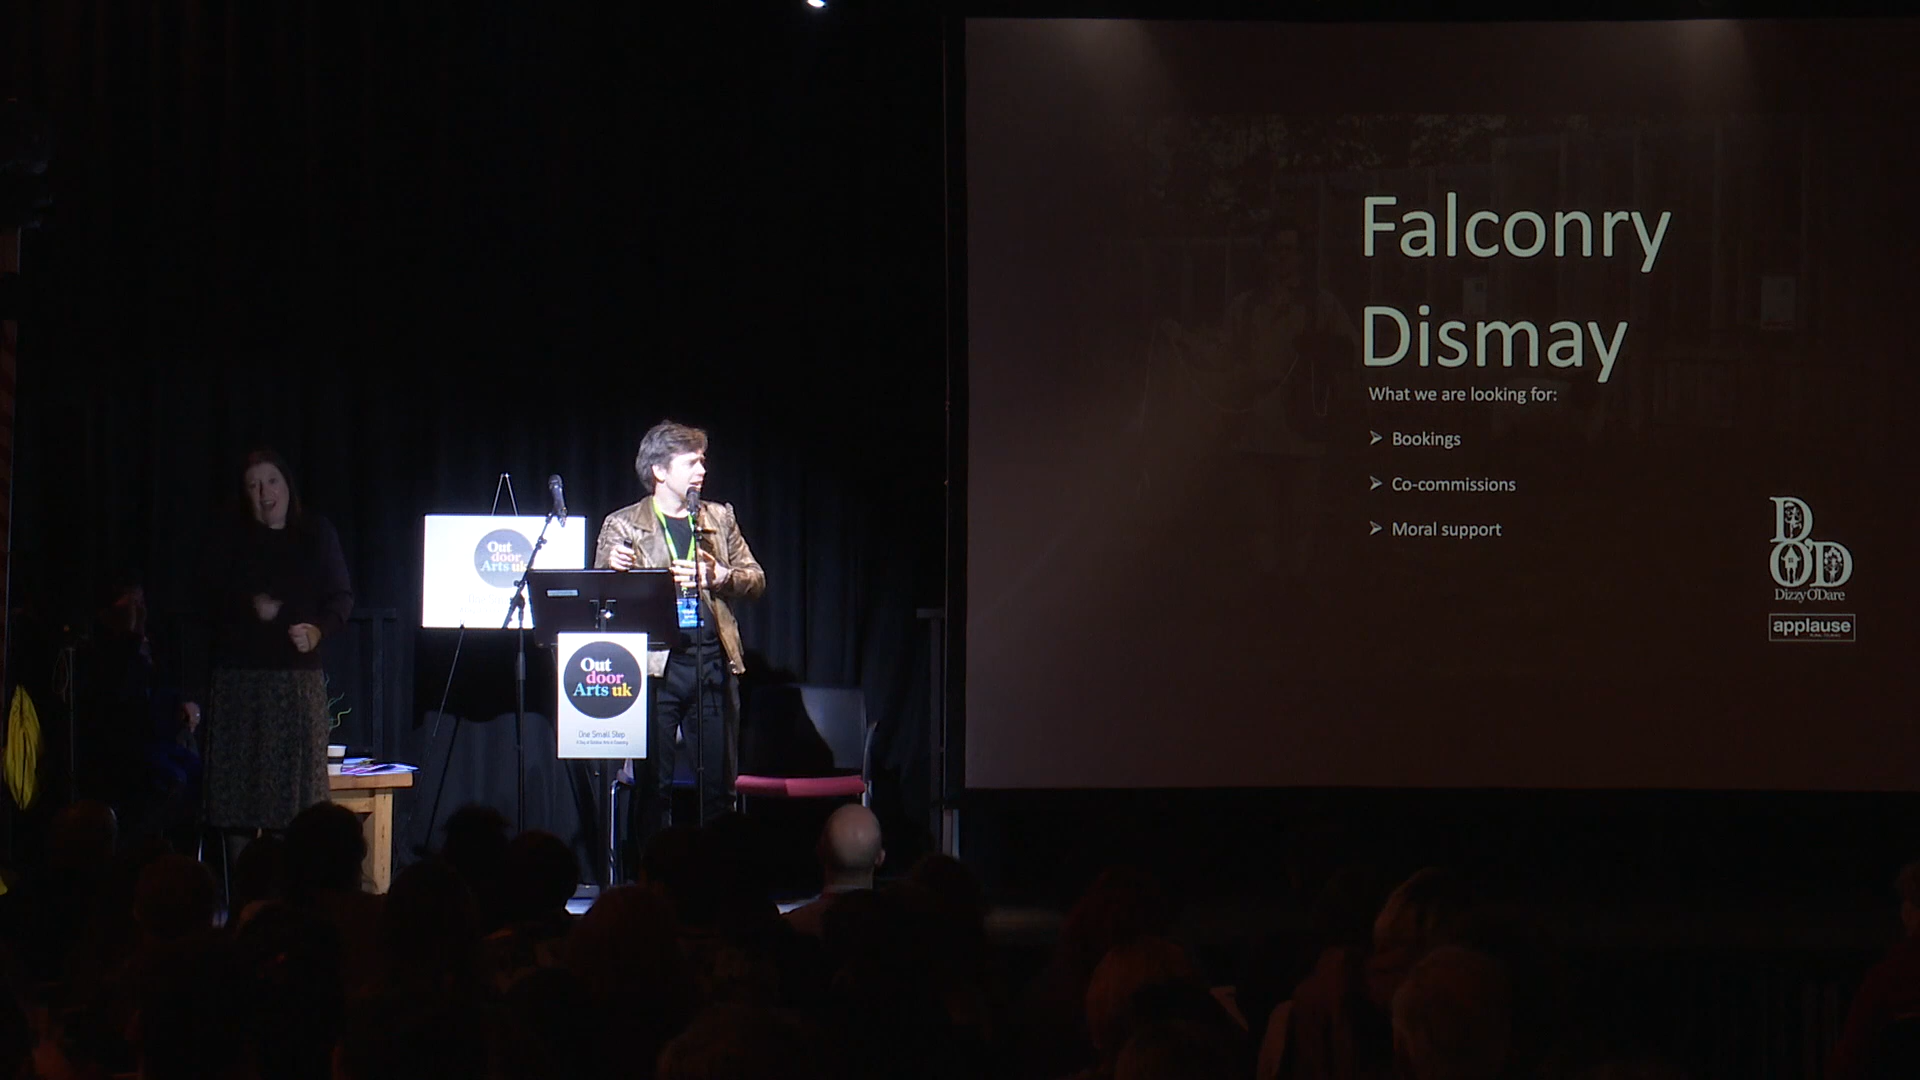 Falconry
Dismay
What we are looking for:
➢ Bookings
➢ Co-commissions
➢ Moral support
D
O'D
Dizzy O'Dare
applause
Out
door
Arts uk
Out
door
Arts uk
One Small Step